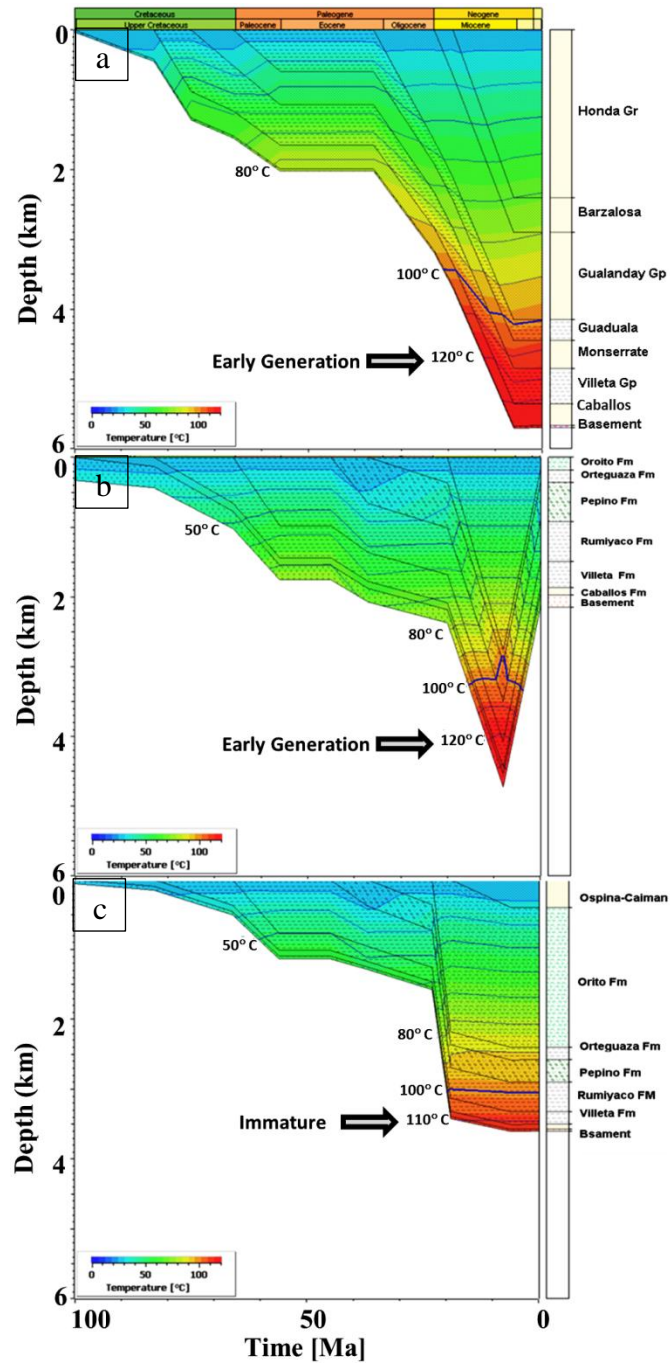 Cretaceous Paleogene Neogene
Upper Cretaceous Paleocene Eocene Oligocene Miocene
0
a
Honda Gr
2
80° C
Barzalosa
Depth (km)
100° C
Gualanday Gp
4
Guaduala
Early Generation
120° C
Monserrate
Villeta Gp
Caballos
0 50 100
Temperature [°C]
Basement
6
0
b
Oroito Fm
Orteguaza Fm
Pepino Fm
50° C
Rumiyaco Fm
Villeta Fm
2
Caballos Fm
Basement
80° C
Depth (km)
100° C
4
Early Generation
120° C
0 50 100
Temperature [°C]
6
0
c
Ospina-Caiman
50° C
Orito Fm
2
80° C
Orteguaza Fm
Pepino Fm
Depth (km)
100° C
Rumiyaco FM
Immature
110° C
Villeta Fm
Bsament
4
0 50 100
Temperature [°C]
6
100 50 0
Time [Ma]